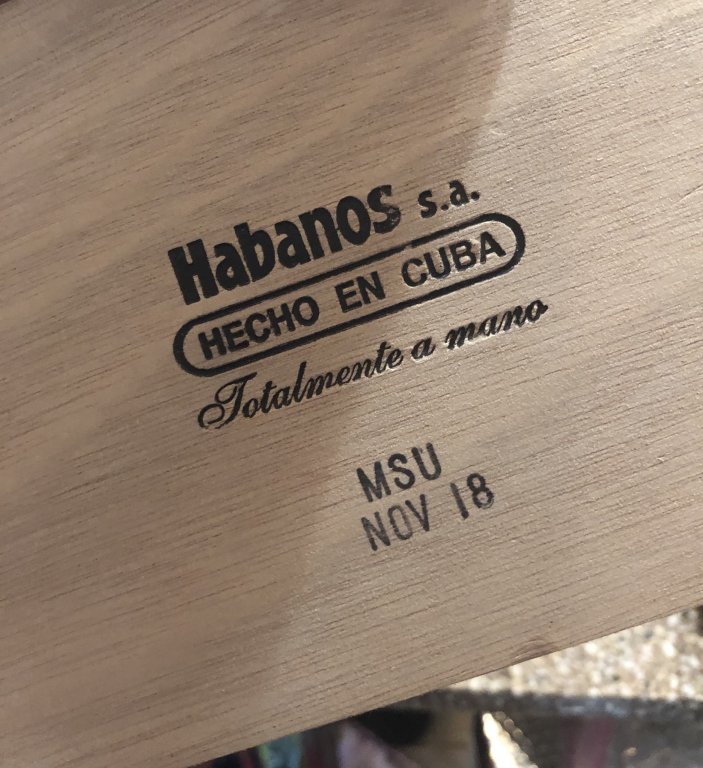 Habanos s.a.
HECHO EN CUBA
Totalmente a mano
MSU
NOV 18